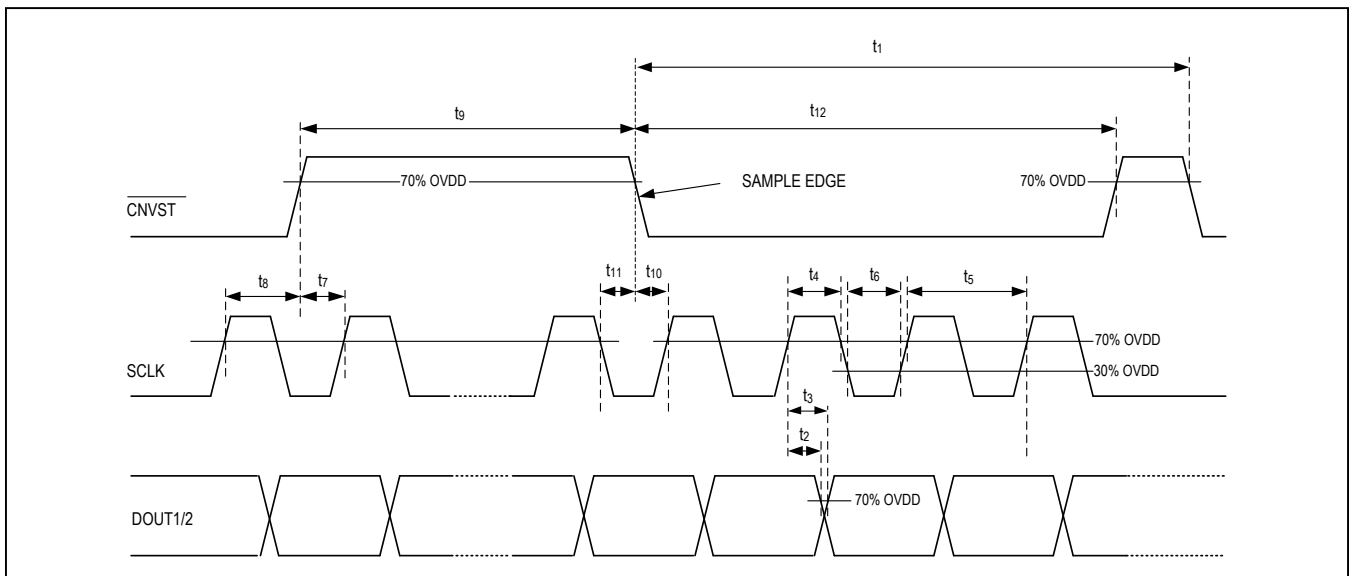 t1
t9
t12
70% OVDD
SAMPLE EDGE
70% OVDD
CNVST
t8
t7
t11
t10
t4
t6
t5
70% OVDD
SCLK
30% OVDD
t3
t2
70% OVDD
DOUT1/2